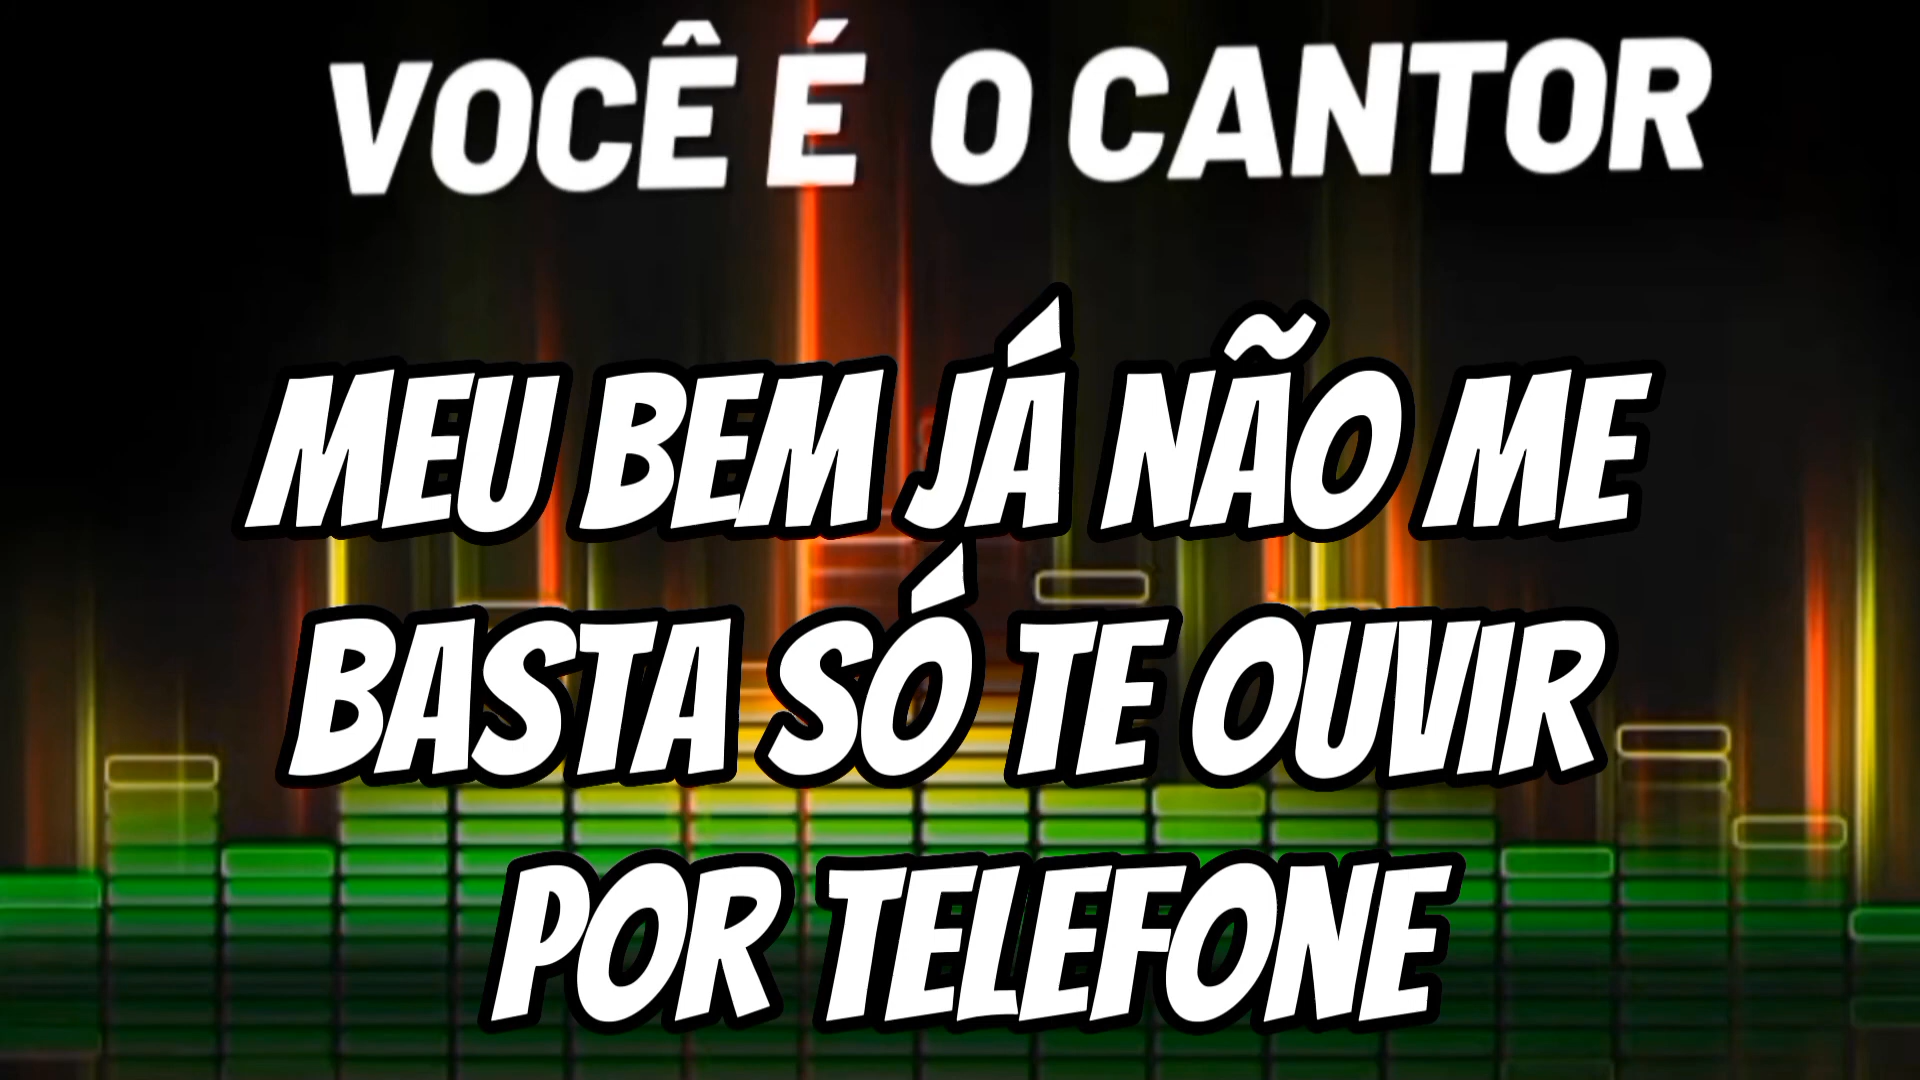 VOCÊ É O CANTOR
MEU BEM JÁ NÃO ME
BASTA SÓ TE OUVIR
POR TELEFONE